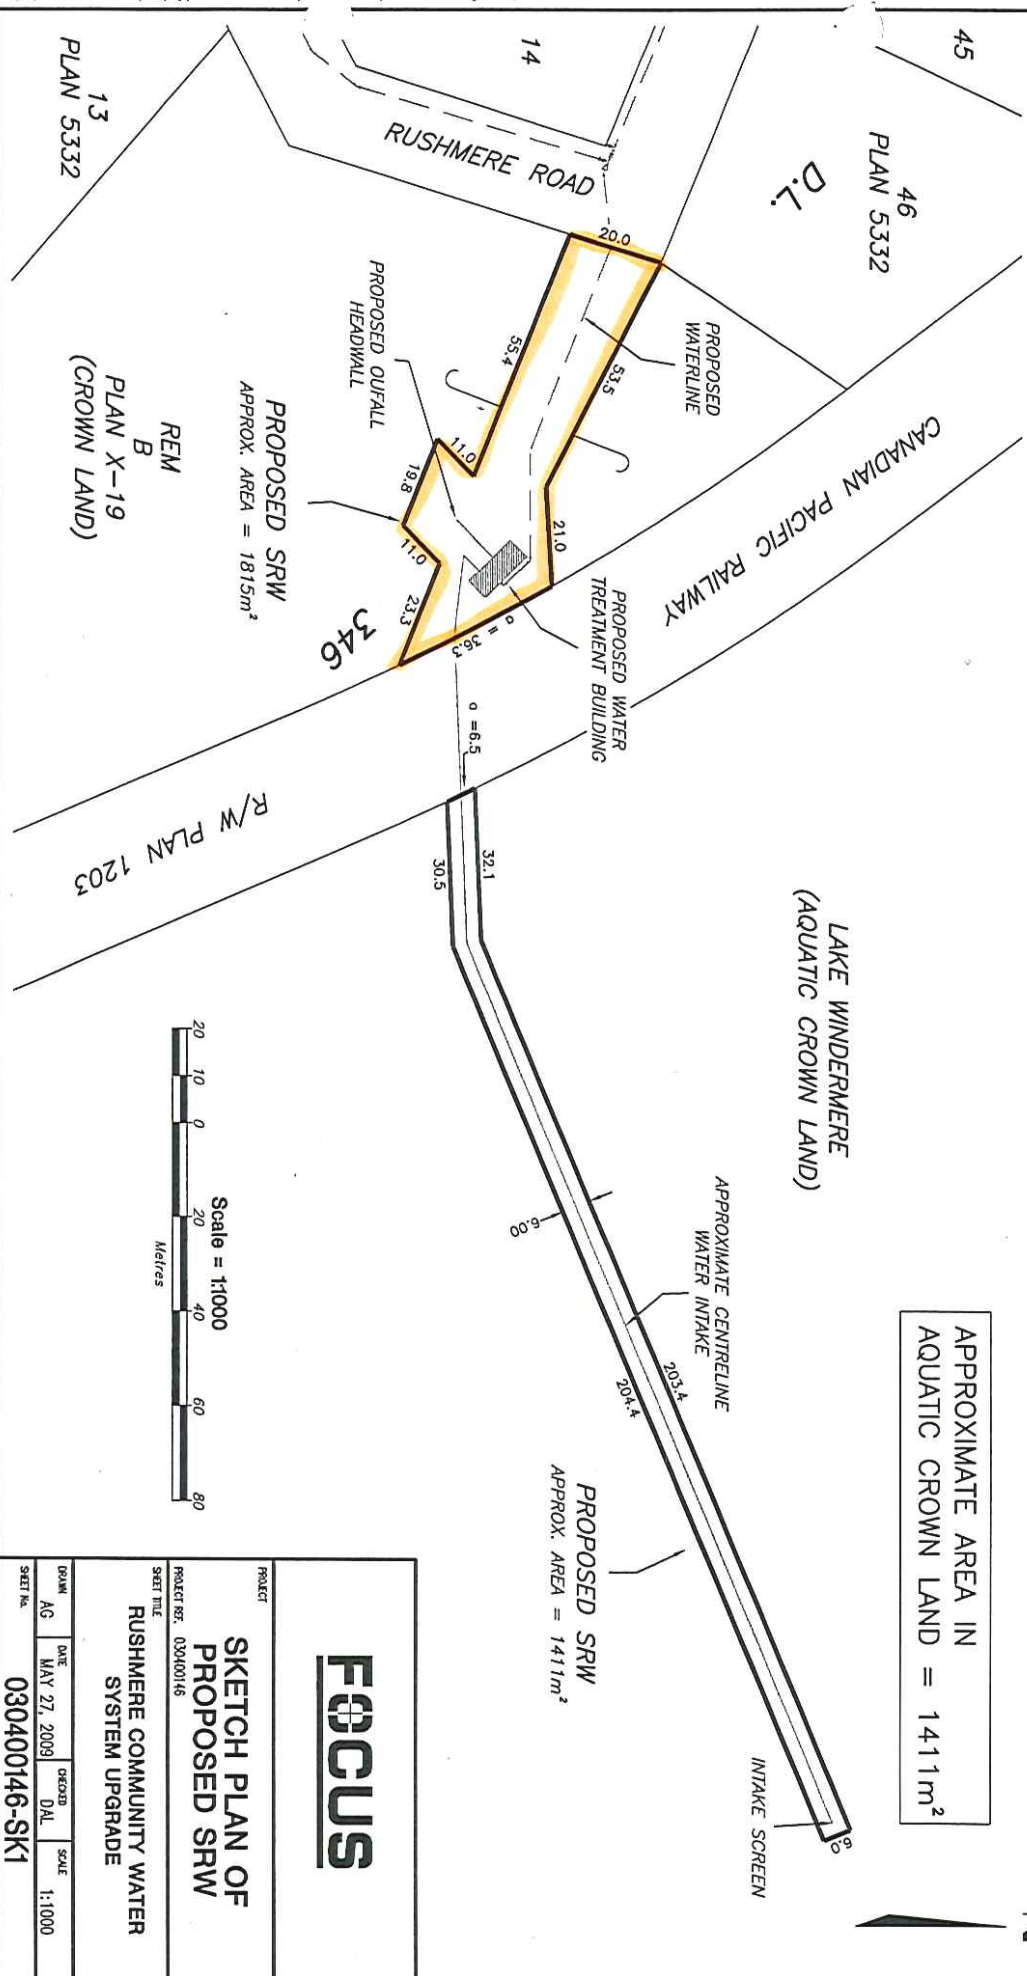 45
46
PLAN 5332
D.L.
14
13
PLAN 5332
RUSHMERE ROAD
20.0
PROPOSED
WATERLINE
53.5
55.4
PROPOSED OUFALL
HEADWALL
11.0
19.8
11.0
23.3
21.0
a = 36.3
CANADIAN PACIFIC RAILWAY
PROPOSED WATER
TREATMENT BUILDING
PROPOSED SRW
APPROX. AREA = 1815m²
346
REM
B
PLAN X-19
(CROWN LAND)
R/W PLAN 1203
a =6.5
32.1
30.5
LAKE WINDERMERE
(AQUATIC CROWN LAND)
APPROXIMATE CENTRELINE
WATER INTAKE
6.00
203.4
204.4
PROPOSED SRW
APPROX. AREA = 1411m²
INTAKE SCREEN
6.0
APPROXIMATE AREA IN
AQUATIC CROWN LAND = 1411m²
Scale = 1:1000
20 10 0 20 40 60 80
Metres
FOCUS
PROJECT
SKETCH PLAN OF
PROPOSED SRW
PROJECT REF. 030400146
SHEET TITLE
RUSHMERE COMMUNITY WATER
SYSTEM UPGRADE
DRAWN AG DATE MAY 27, 2009 CHECKED DAL SCALE 1:1000
SHEET No.
030400146-SK1